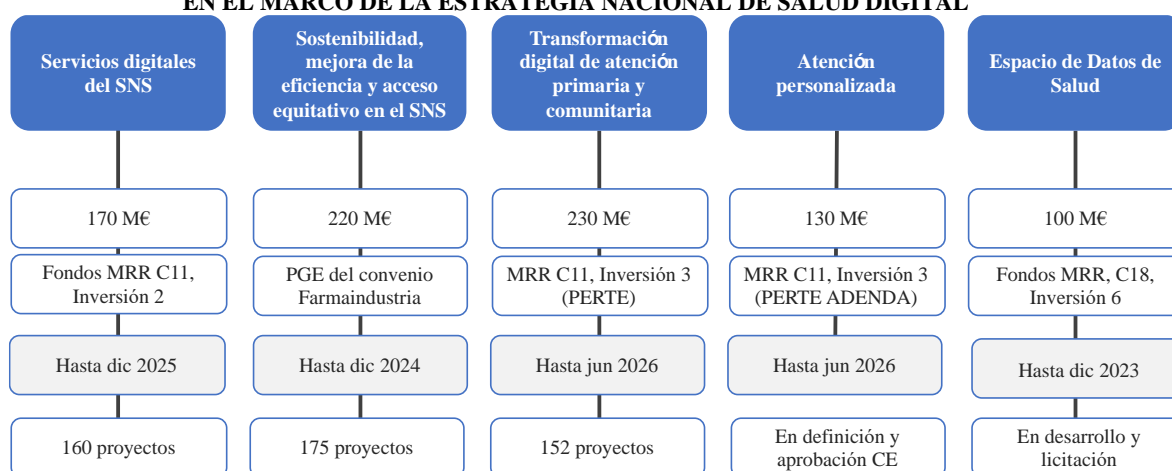 EN EL MARCO DE LA ESTRATEGIA NACIONAL DE SALUD DIGITAL
Servicios digitales
del SNS
Sostenibilidad,
mejora de la
eficiencia y acceso
equitativo en el SNS
Transformación
digital de atención
primaria y
comunitaria
Atención
personalizada
Espacio de Datos de
Salud
170 M€
220 M€
230 M€
130 M€
100 M€
Fondos MRR C11,
Inversión 2
PGE del convenio
Farmaindustria
MRR C11, Inversión 3
(PERTE)
MRR C11, Inversión 3
(PERTE ADENDA)
Fondos MRR, C18,
Inversión 6
Hasta dic 2025
Hasta dic 2024
Hasta jun 2026
Hasta jun 2026
Hasta dic 2023
160 proyectos
175 proyectos
152 proyectos
En definición y
aprobación CE
En desarrollo y
licitación